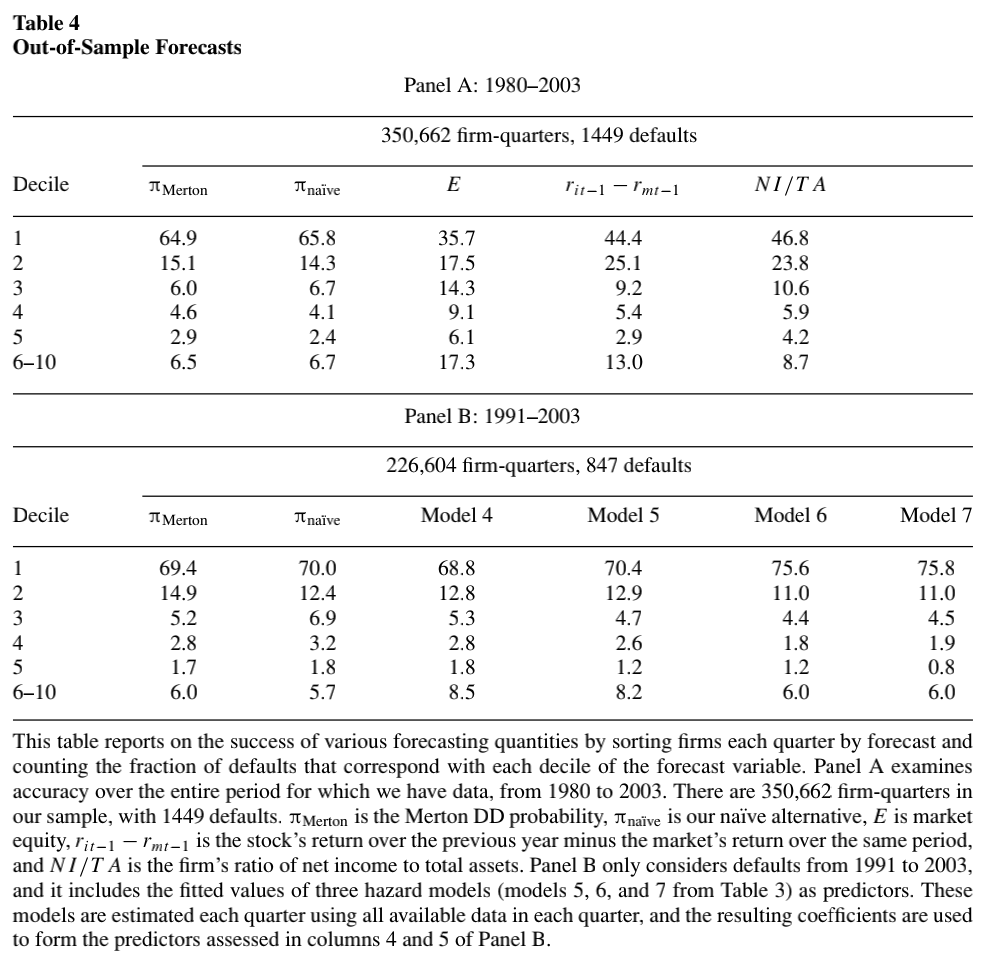 Table 4
Out-of-Sample Forecasts
Panel A: 1980–2003
350,662 firm-quarters, 1449 defaults
Decile π_Merton π_naïve E r_{it−1} − r_{mt−1} NI/TA
1 64.9 65.8 35.7 44.4 46.8
2 15.1 14.3 17.5 25.1 23.8
3 6.0 6.7 14.3 9.2 10.6
4 4.6 4.1 9.1 5.4 5.9
5 2.9 2.4 6.1 2.9 4.2
6–10 6.5 6.7 17.3 13.0 8.7
Panel B: 1991–2003
226,604 firm-quarters, 847 defaults
Decile π_Merton π_naïve Model 4 Model 5 Model 6 Model 7
1 69.4 70.0 68.8 70.4 75.6 75.8
2 14.9 12.4 12.8 12.9 11.0 11.0
3 5.2 6.9 5.3 4.7 4.4 4.5
4 2.8 3.2 2.8 2.6 1.8 1.9
5 1.7 1.8 1.8 1.2 1.2 0.8
6–10 6.0 5.7 8.5 8.2 6.0 6.0
This table reports on the success of various forecasting quantities by sorting firms each quarter by forecast and
counting the fraction of defaults that correspond with each decile of the forecast variable. Panel A examines
accuracy over the entire period for which we have data, from 1980 to 2003. There are 350,662 firm-quarters in
our sample, with 1449 defaults. π_Merton is the Merton DD probability, π_naïve is our naïve alternative, E is market
equity, r_{it−1} − r_{mt−1} is the stock's return over the previous year minus the market's return over the same period,
and NI/TA is the firm's ratio of net income to total assets. Panel B only considers defaults from 1991 to 2003,
and it includes the fitted values of three hazard models (models 5, 6, and 7 from Table 3) as predictors. These
models are estimated each quarter using all available data in each quarter, and the resulting coefficients are used
to form the predictors assessed in columns 4 and 5 of Panel B.